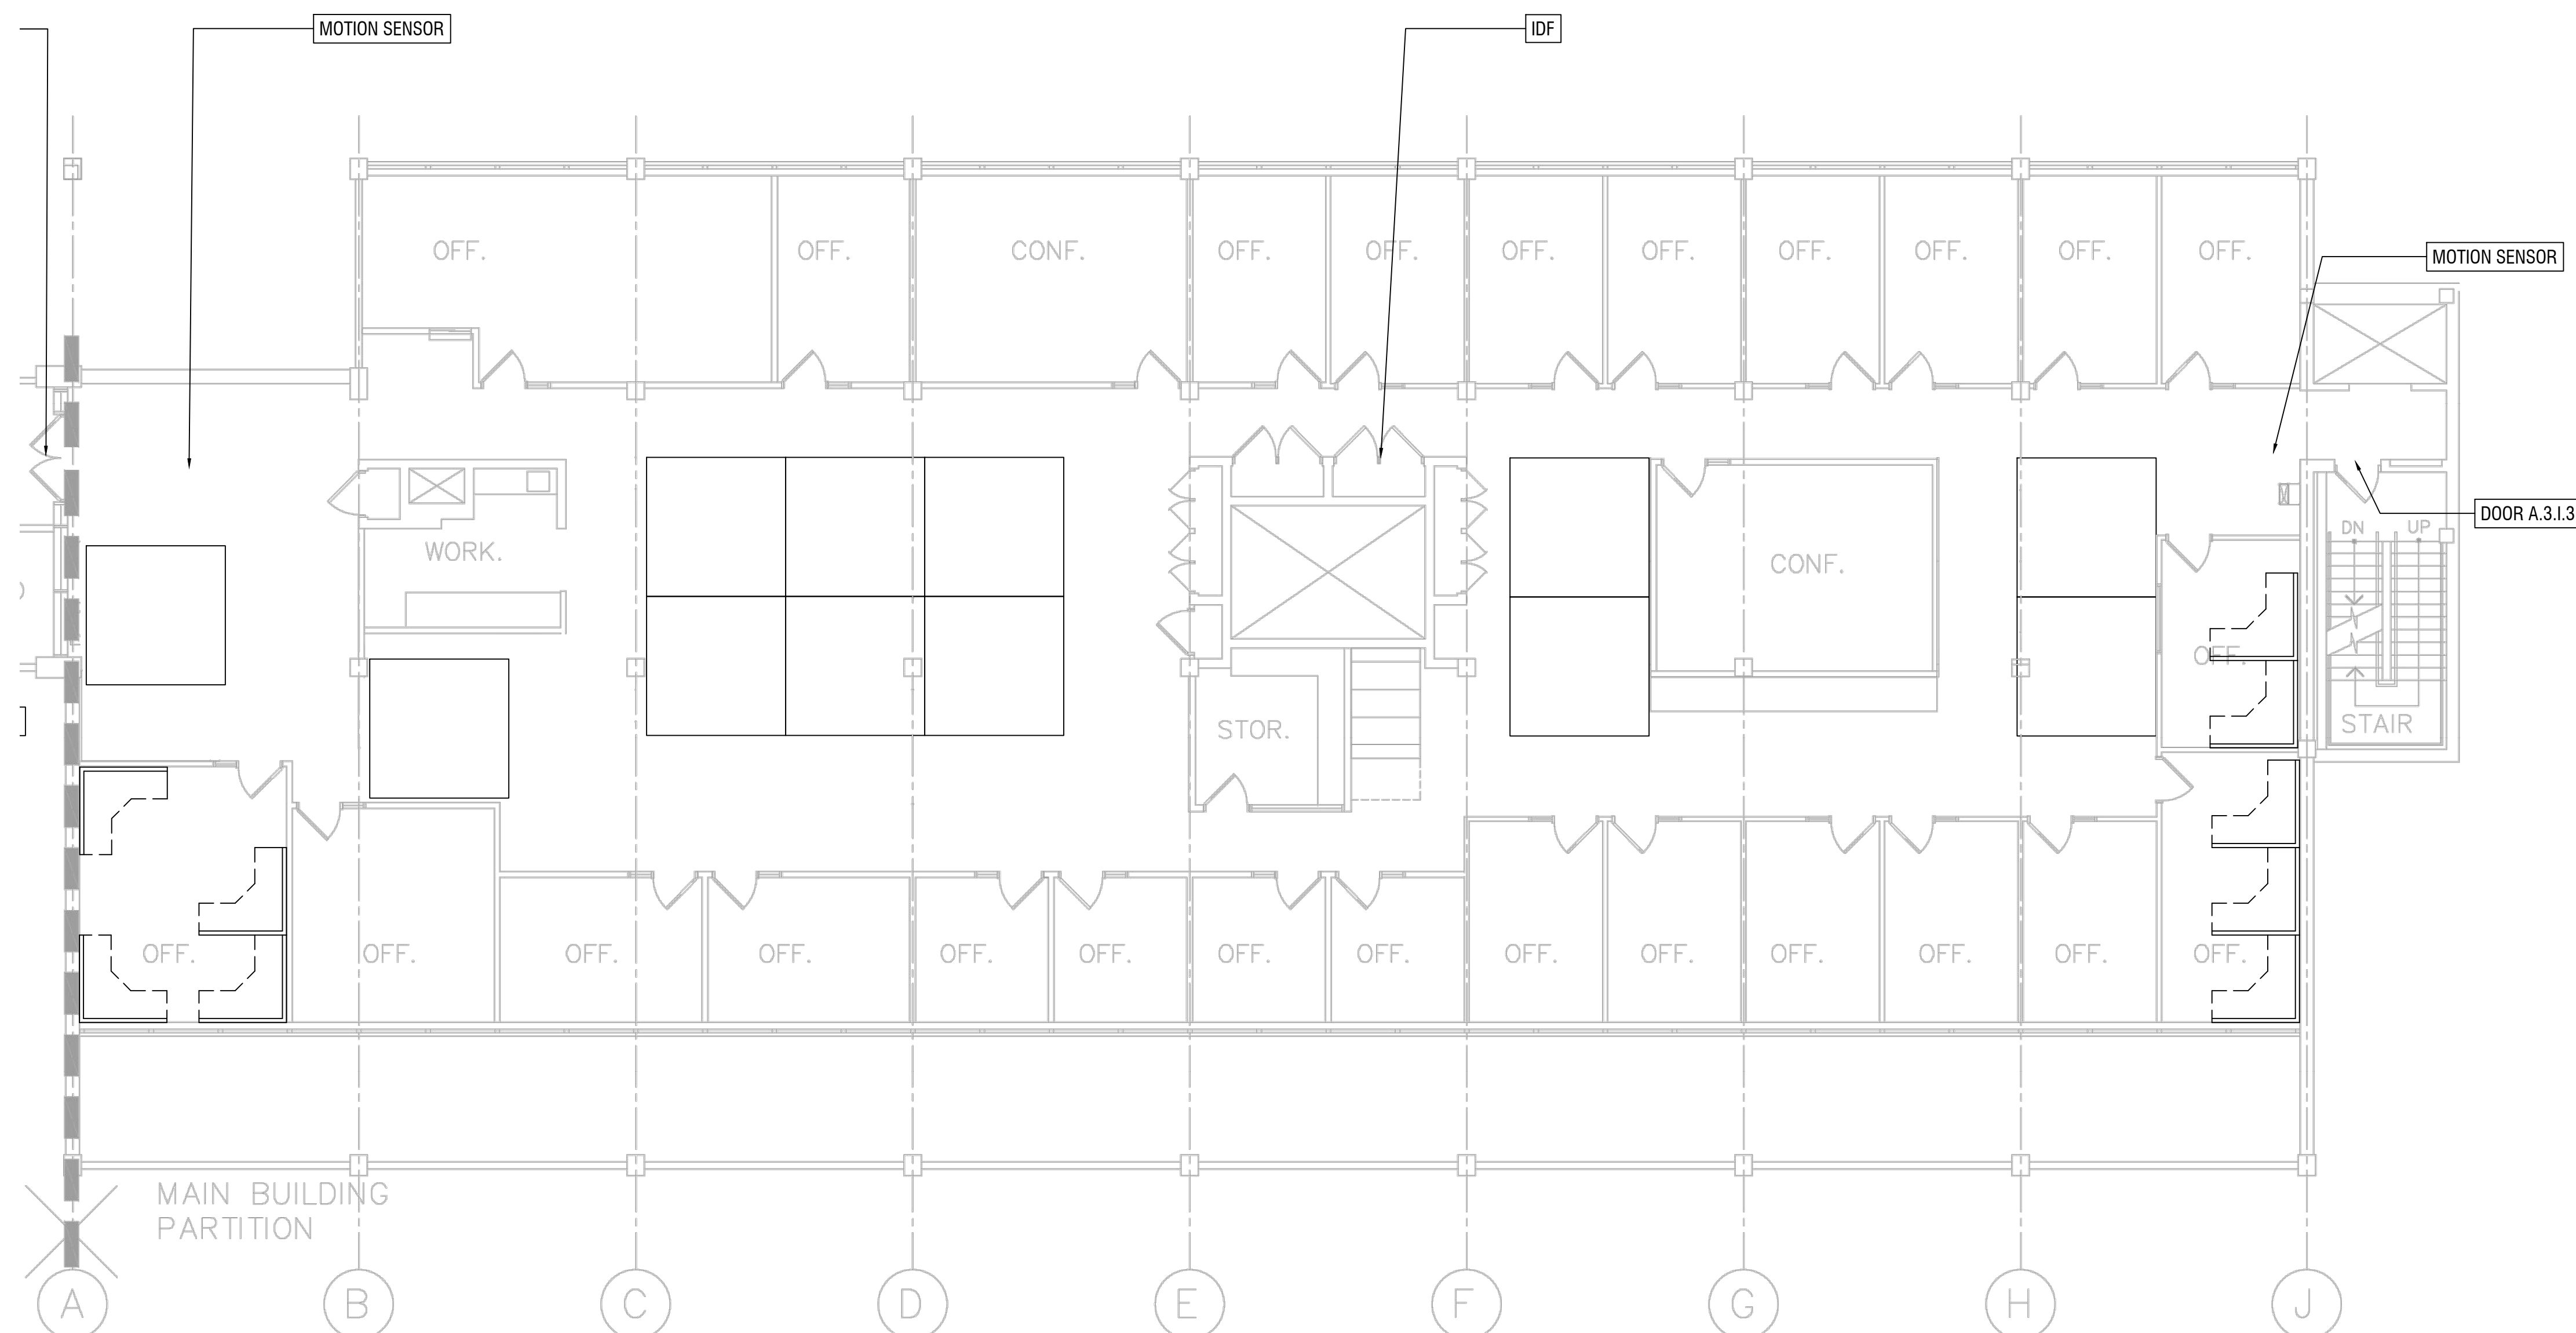 MOTION SENSOR
IDF
OFF.
OFF.
CONF.
OFF.
OFF.
OFF.
OFF.
OFF.
OFF.
OFF.
OFF.
MOTION SENSOR
DOOR A.3.I.3
DN
UP
WORK.
CONF.
OFF.
STOR.
STAIR
OFF.
OFF.
OFF.
OFF.
OFF.
OFF.
OFF.
OFF.
OFF.
OFF.
OFF.
OFF.
OFF.
OFF.
MAIN BUILDING
PARTITION
A
B
C
D
E
F
G
H
J